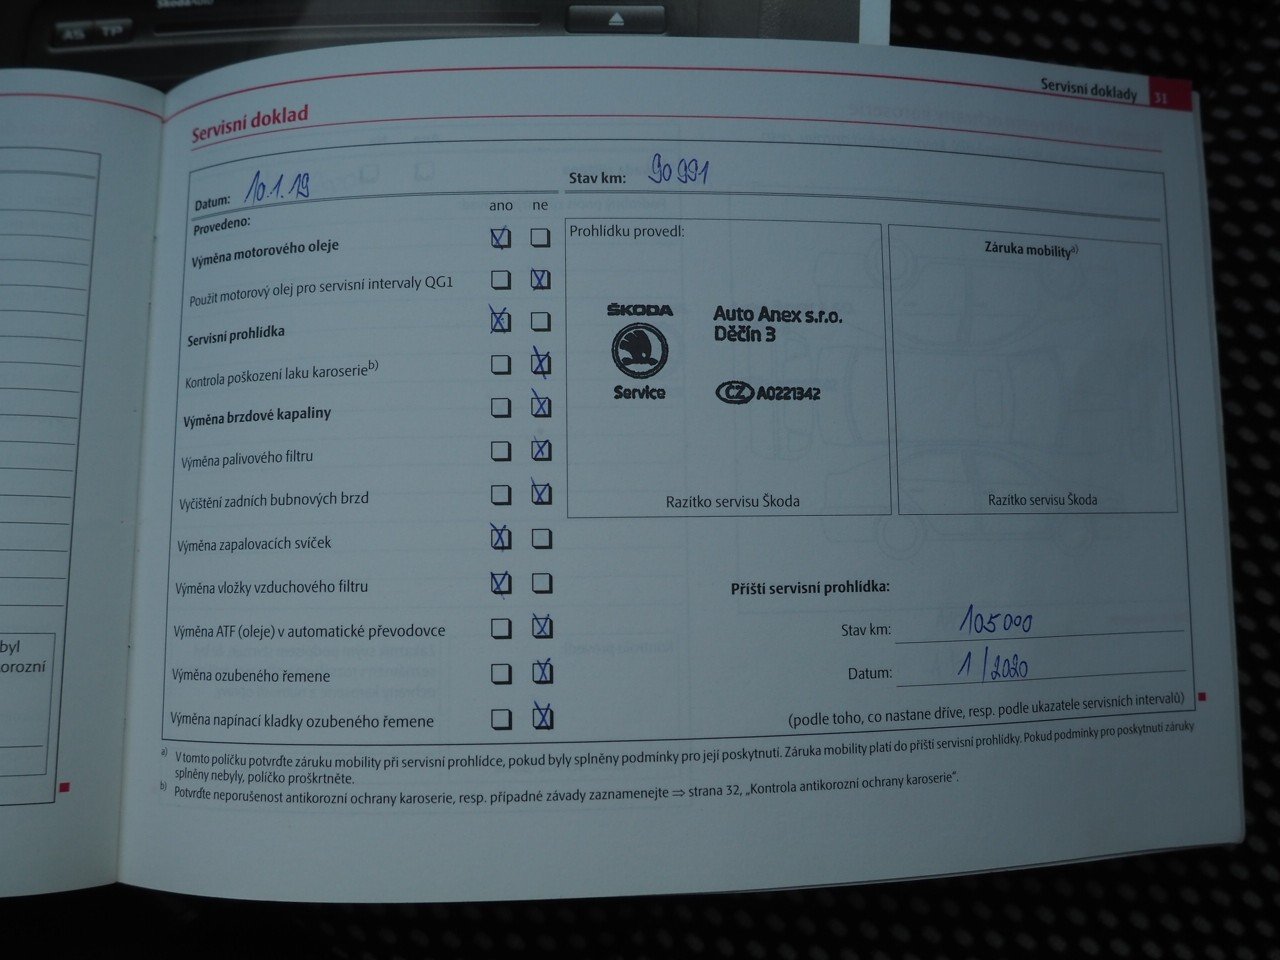 AS TP
Servisní doklady 31
Servisní doklad
Datum: 10.1.19
Stav km: 90 991
Provedeno:
ano ne
Výměna motorového oleje
Použit motorový olej pro servisní intervaly QG1
Servisní prohlídka
Kontrola poškození laku karoserie b)
Výměna brzdové kapaliny
Výměna palivového filtru
Vyčištění zadních bubnových brzd
Výměna zapalovacích svíček
Výměna vložky vzduchového filtru
Výměna ATF (oleje) v automatické převodovce
Výměna ozubeného řemene
Výměna napínací kladky ozubeného řemene
Prohlídku provedl:
ŠKODA
Service
Auto Anex s.r.o.
Děčín 3
CZ A0221342
Razítko servisu Škoda
Záruka mobility a)
Razítko servisu Škoda
Příští servisní prohlídka:
Stav km: 105000
Datum: 1/2020
(podle toho, co nastane dříve, resp. podle ukazatele servisních intervalů)
a) V tomto políčku potvrďte záruku mobility při servisní prohlídce, pokud byly splněny podmínky pro její poskytnutí. Záruka mobility platí do příští servisní prohlídky. Pokud podmínky pro poskytnutí záruky
splněny nebyly, políčko proškrtněte.
b) Potvrďte neporušenost antikorozní ochrany karoserie, resp. případné závady zaznamenejte ⇒ strana 32, „Kontrola antikorozní ochrany karoserie“.
byl
orozní